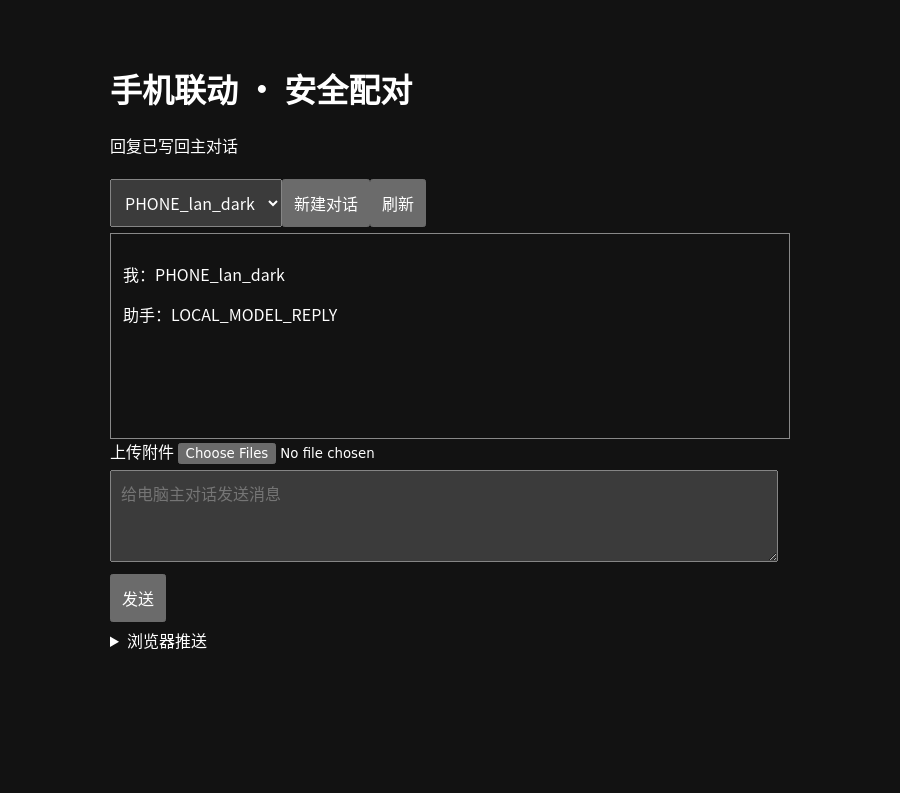 手机联动 · 安全配对
回复已写回主对话
PHONE_lan_dark 新建对话 刷新
我：PHONE_lan_dark
助手：LOCAL_MODEL_REPLY
上传附件 Choose Files No file chosen
给电脑主对话发送消息
发送
浏览器推送